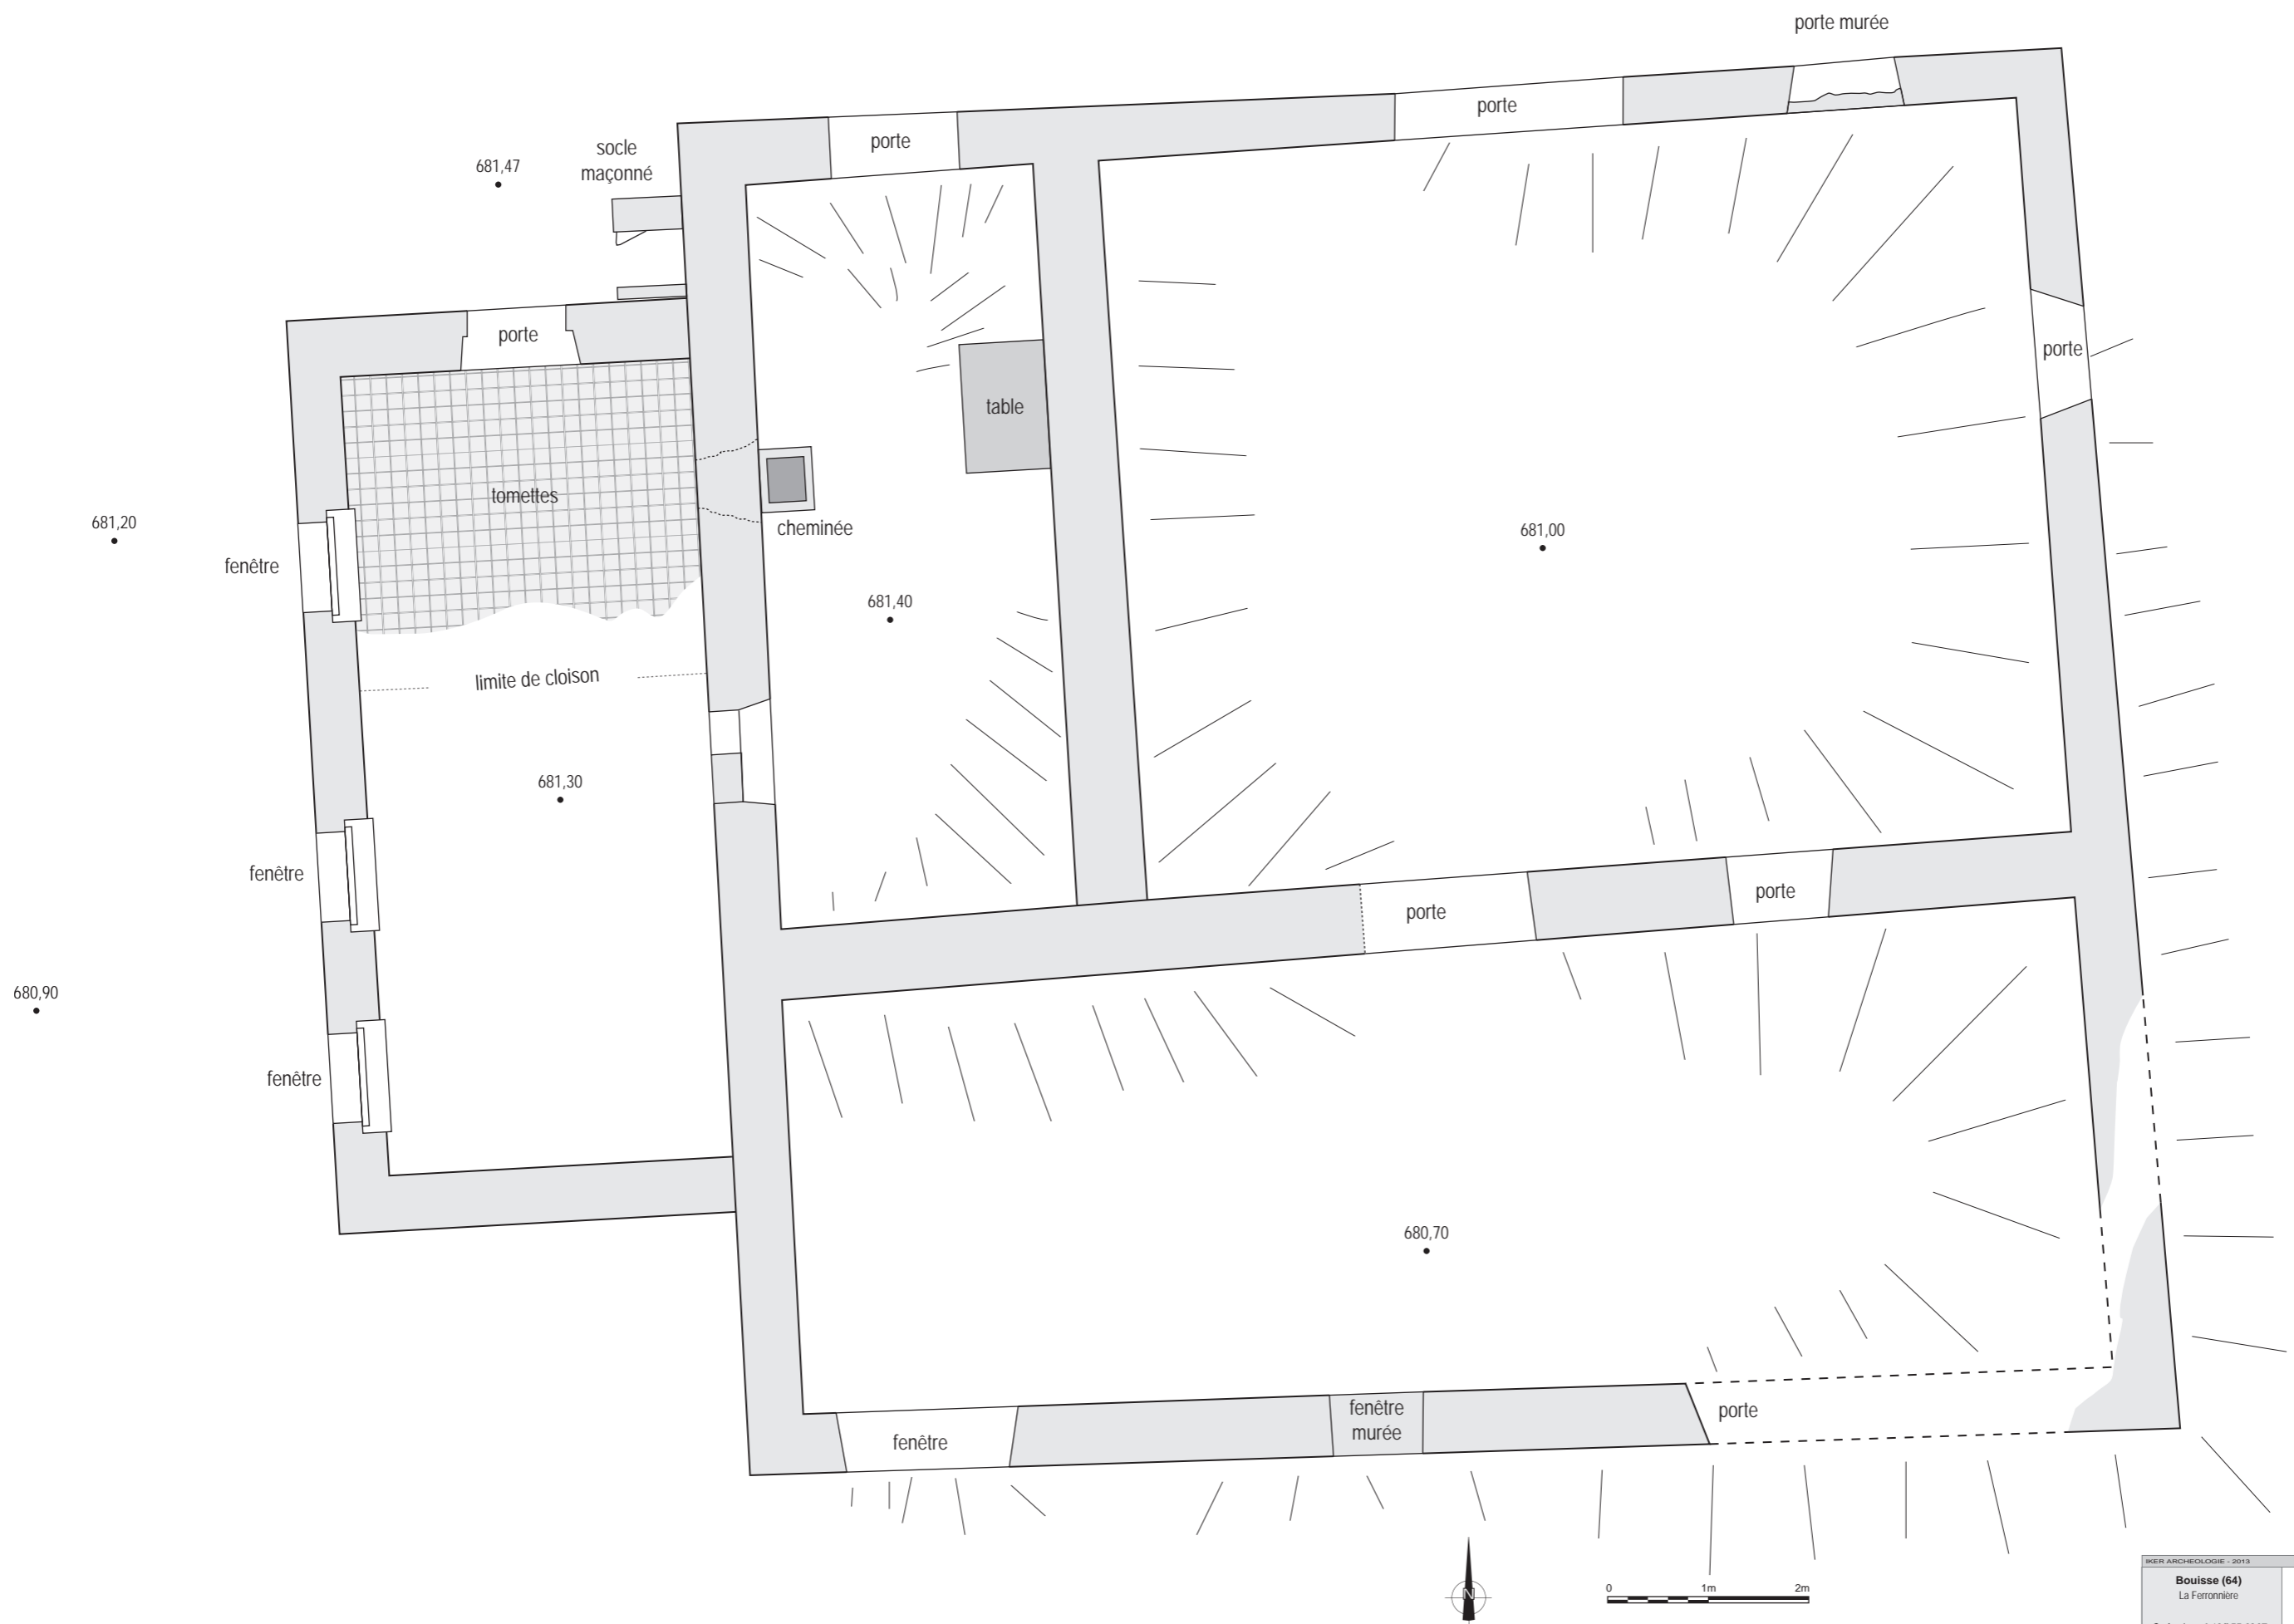 porte murée
porte
porte
socle
maçonné
681,47
porte
porte
table
tomettes
681,20
fenêtre
cheminée
681,00
681,40
limite de cloison
681,30
fenêtre
porte
porte
680,90
fenêtre
680,70
fenêtre
fenêtre
murée
porte
N
0 1m 2m
IKER ARCHEOLOGIE - 2013
Bouisse (64)
La Ferronnière